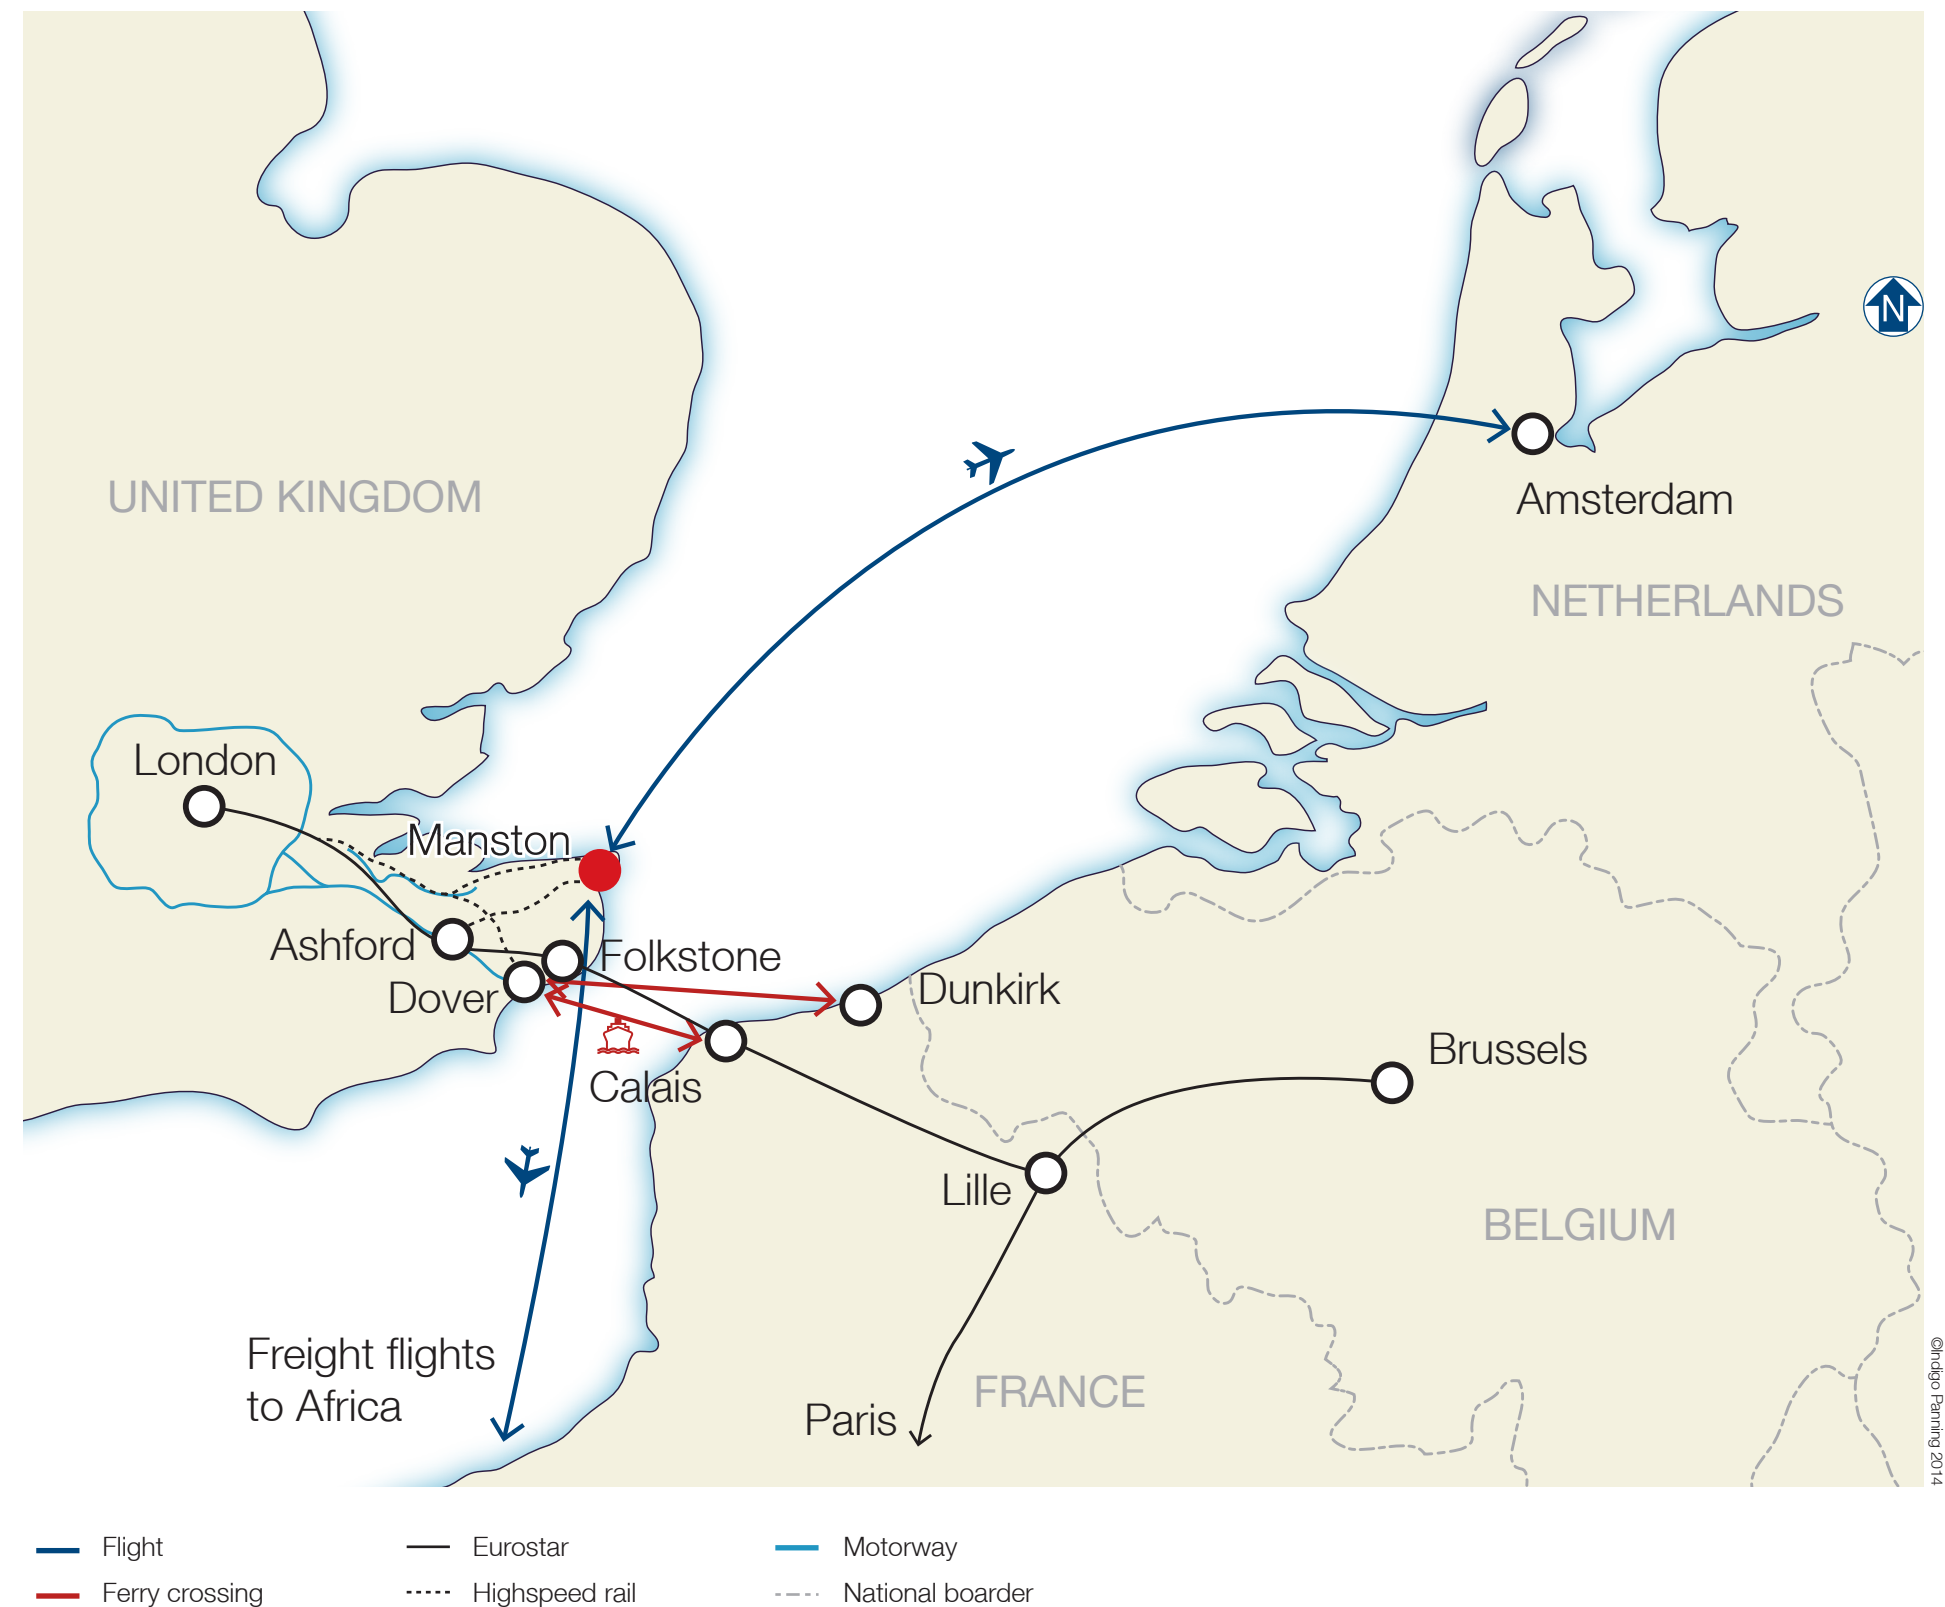 N
UNITED KINGDOM
Amsterdam
NETHERLANDS
London
Manston
Ashford
Folkstone
Dover
Dunkirk
Calais
Brussels
Lille
BELGIUM
Freight flights
to Africa
FRANCE
Paris
©Indigo Panning 2014
Flight
Eurostar
Motorway
Ferry crossing
Highspeed rail
National boarder